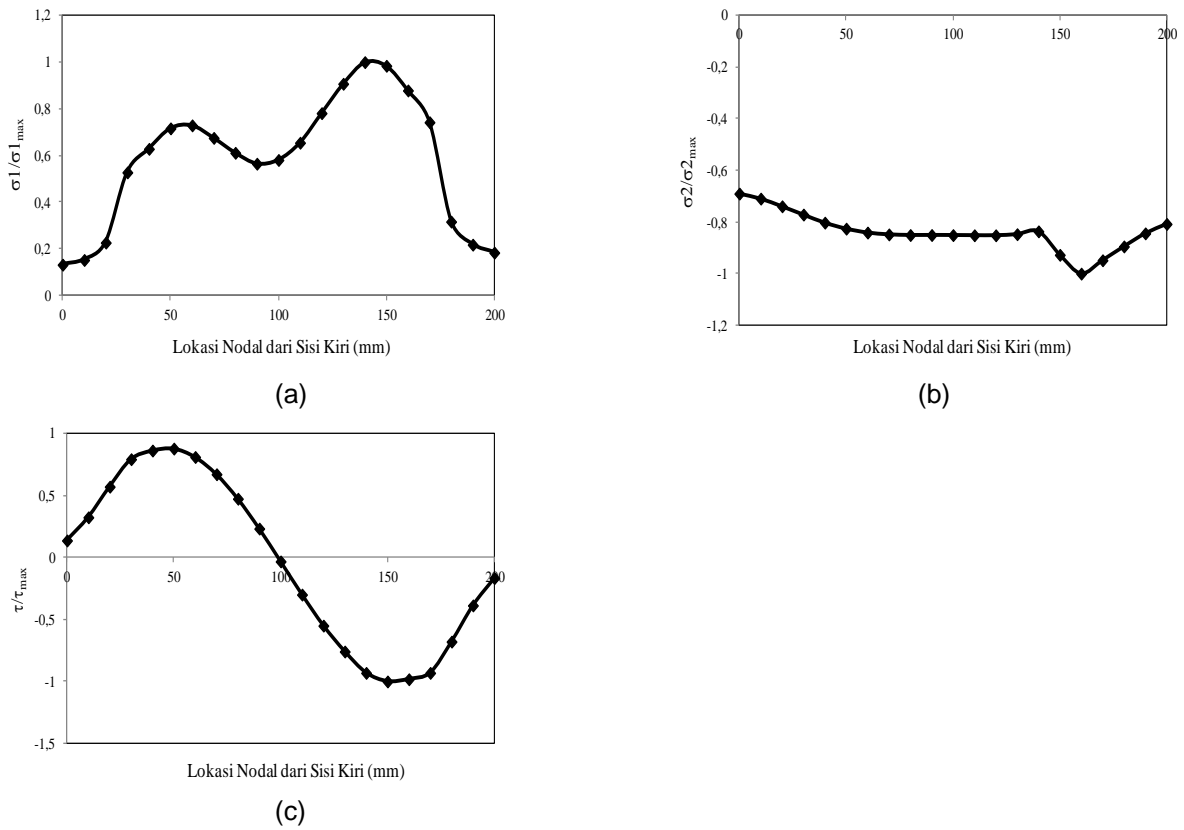 1,2
1
0,8
0,6
0,4
0,2
0
σ1/σ1max
0 50 100 150 200
Lokasi Nodal dari Sisi Kiri (mm)
(a)
0
-0,2
-0,4
-0,6
-0,8
-1
-1,2
σ2/σ2max
0 50 100 150 200
Lokasi Nodal dari Sisi Kiri (mm)
(b)
1
0,5
0
-0,5
-1
-1,5
τ/τmax
0 50 100 150 200
Lokasi Nodal dari Sisi Kiri (mm)
(c)